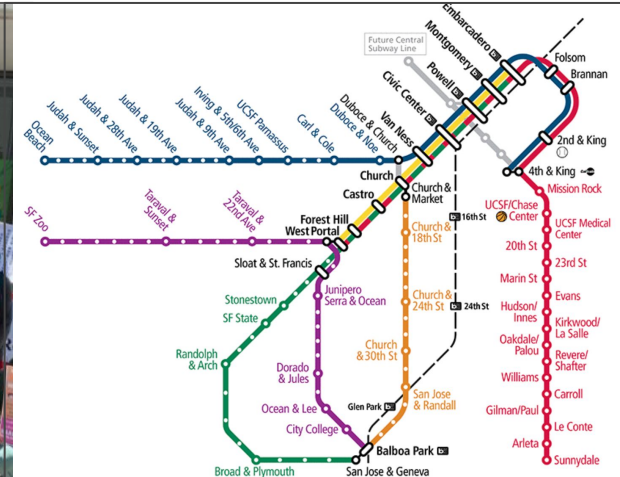 Future Central
Subway Line
Embarcadero
Montgomery
Powell
Civic Center
Van Ness
Folsom
Brannan
2nd & King
4th & King
Mission Rock
Ocean
Beach
Judah & Sunset
Judah & 28th Ave
Judah & 19th Ave
Judah & 9th Ave
Irving & 5th/6th Ave
UCSF Parnassus
Carl & Cole
Duboce & Noe
Duboce & Church
Church
Castro
Church &
Market
Forest Hill
West Portal
SF Zoo
Taraval &
Sunset
Taraval &
22nd Ave
Sloat & St. Francis
Church &
18th St
16th St
UCSF/Chase
Center
UCSF Medical
Center
20th St
23rd St
Marin St
Evans
Hudson/
Innes
Kirkwood/
La Salle
Oakdale/
Palou
Revere/
Shafter
Williams
Carroll
Gilman/Paul
Le Conte
Arleta
Sunnydale
Stonestown
SF State
Junipero
Serra & Ocean
Church &
24th St
24th St
Randolph
& Arch
Church
& 30th St
Dorado
& Jules
San Jose
& Randall
Glen Park
Ocean & Lee
City College
Balboa Park
Broad & Plymouth
San Jose & Geneva